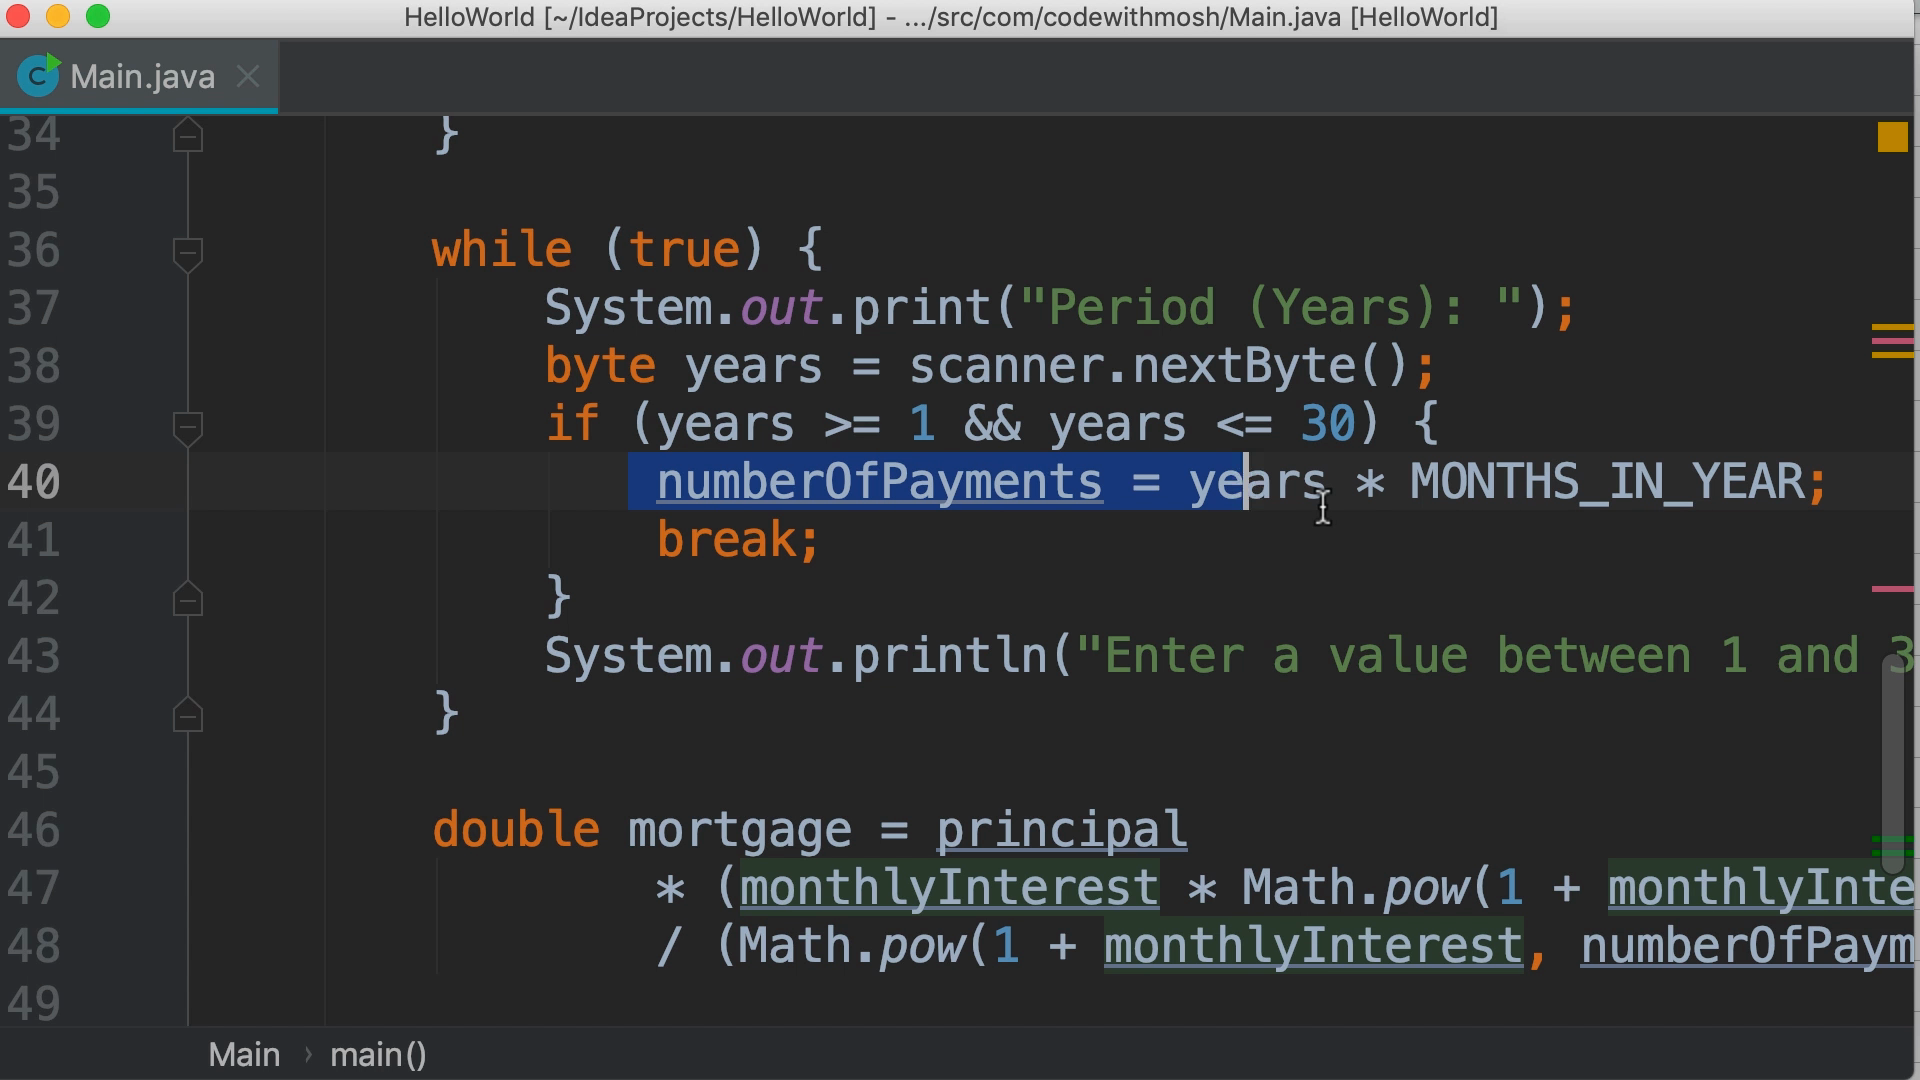 HelloWorld [~/IdeaProjects/HelloWorld] - .../src/com/codewithmosh/Main.java [HelloWorld]
Main.java
34 }
35
36 while (true) {
37 System.out.print("Period (Years): ");
38 byte years = scanner.nextByte();
39 if (years >= 1 && years <= 30) {
40 numberOfPayments = years * MONTHS_IN_YEAR;
41 break;
42 }
43 System.out.println("Enter a value between 1 and 3
44 }
45
46 double mortgage = principal
47 * (monthlyInterest * Math.pow(1 + monthlyInte
48 / (Math.pow(1 + monthlyInterest, numberOfPaym
49
Main › main()